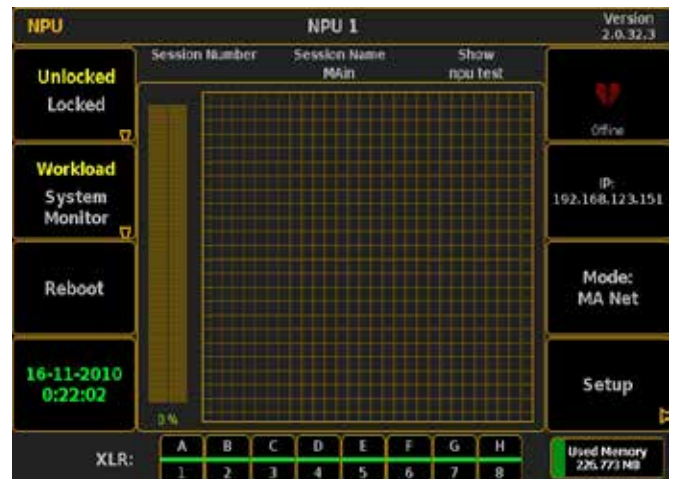 NPU
NPU 1
Version
2.0.32.3
Unlocked
Locked
Session Number
Session Name
MAin
Show
npu test
Offline
Workload
System
Monitor
IP:
192.168.123.151
Reboot
Mode:
MA Net
16-11-2010
0:22:02
Setup
0 %
XLR:
A B C D E F G H
1 2 3 4 5 6 7 8
Used Memory
226.773 MB